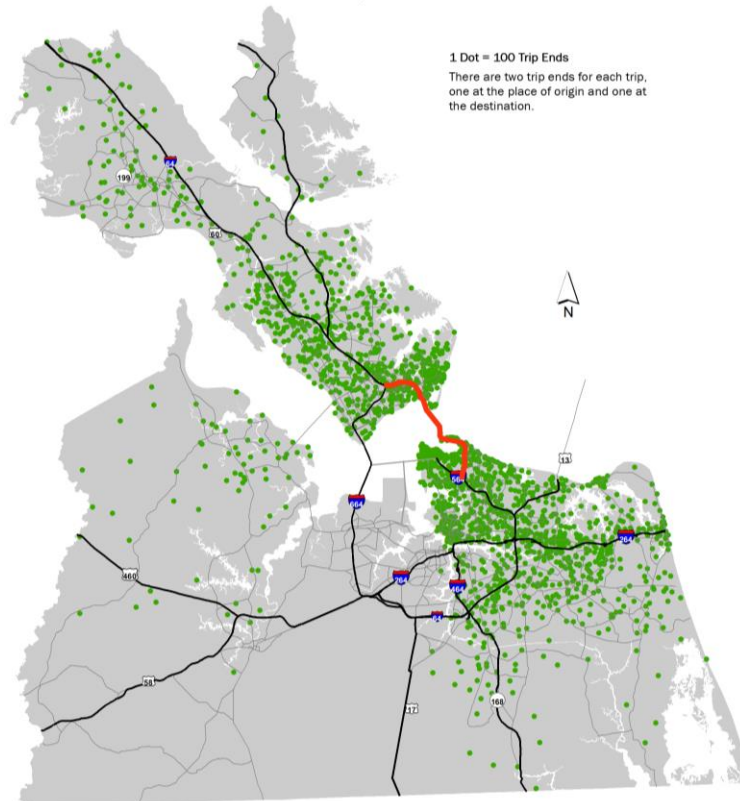 1 Dot = 100 Trip Ends
There are two trip ends for each trip,
one at the place of origin and one at
the destination.
64
199
60
N
13
564
664
264
460
264
464
64
58
17
168